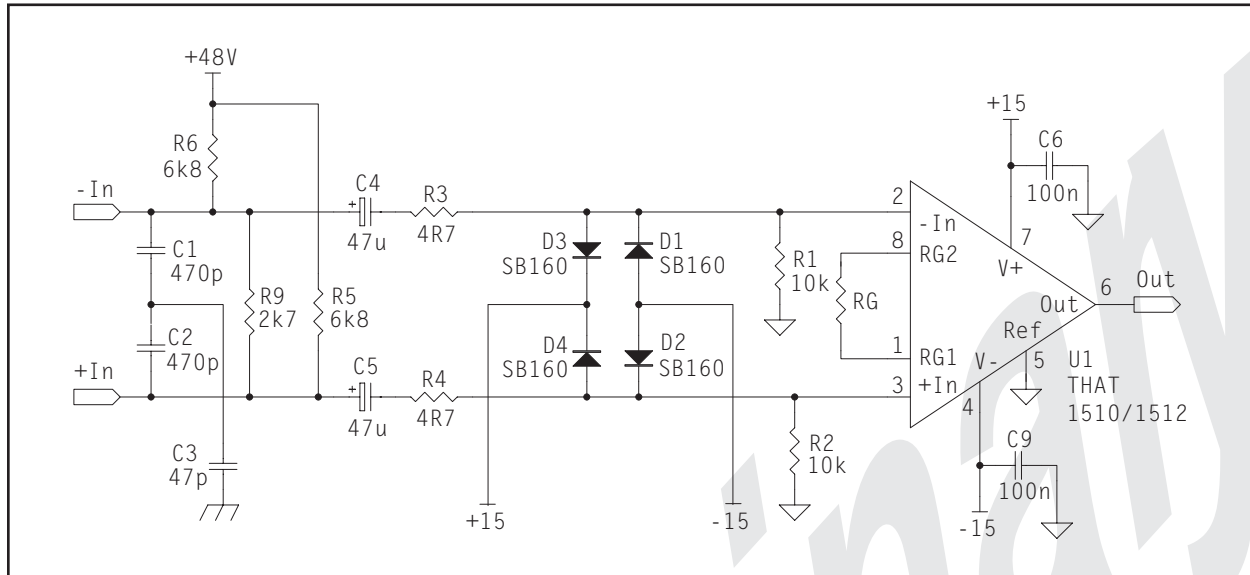 +48V
R6
6k8
-In
C1
470p
C2
470p
+In
C3
47p
R9
2k7
R5
6k8
C4
+
47u
R3
4R7
C5
+
47u
R4
4R7
D3
SB160
D1
SB160
D4
SB160
D2
SB160
+15
-15
R1
10k
R2
10k
RG
2
-In
8
RG2
1
RG1
3
+In
+15
C6
100n
7
V+
6
Out
Out
Ref
5
V-
4
U1
THAT
1510/1512
C9
100n
-15